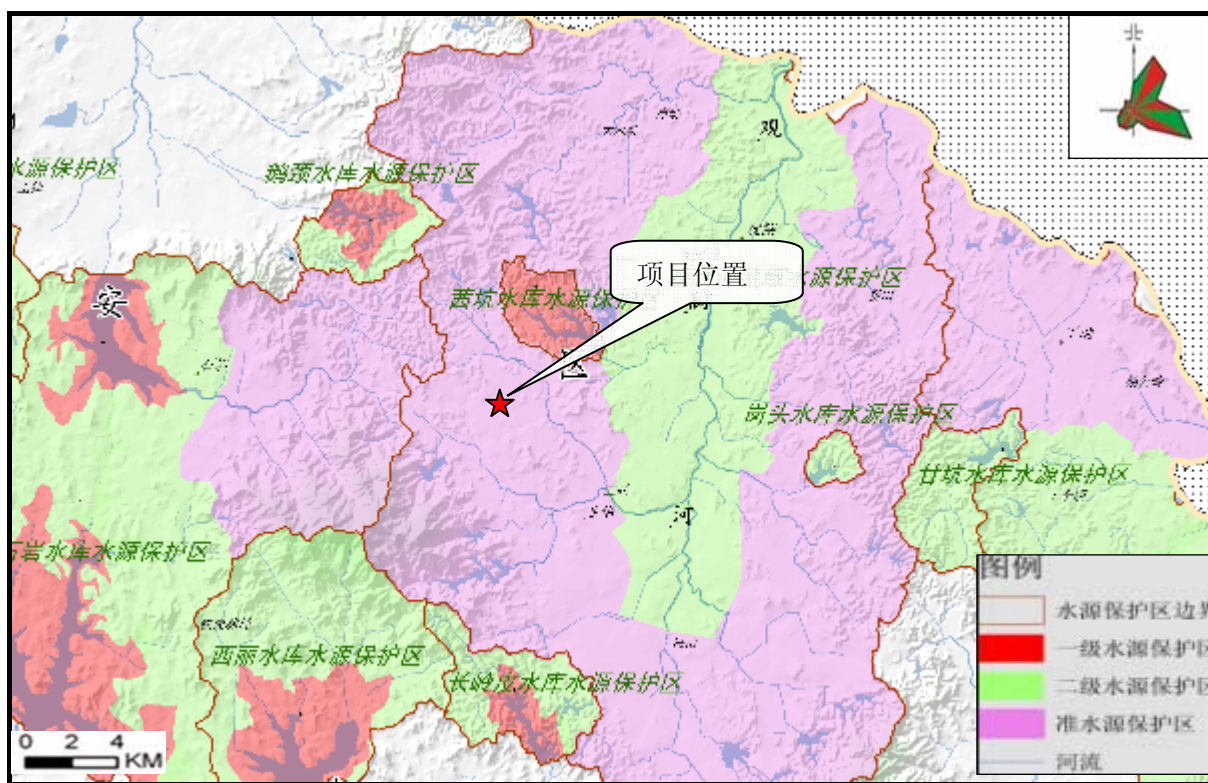 北
观
水源保护区
鹅颈水库水源保护区
项目位置
茜坑水库水源保护
水源保护区
安
区
岗头水库水源保护区
甘坑水库水源保护区
河
石岩水库水源保护区
西丽水库水源保护区
长岭皮水库水源保护区
图例
水源保护区边界
一级水源保护区
二级水源保护区
准水源保护区
河流
0 2 4
KM